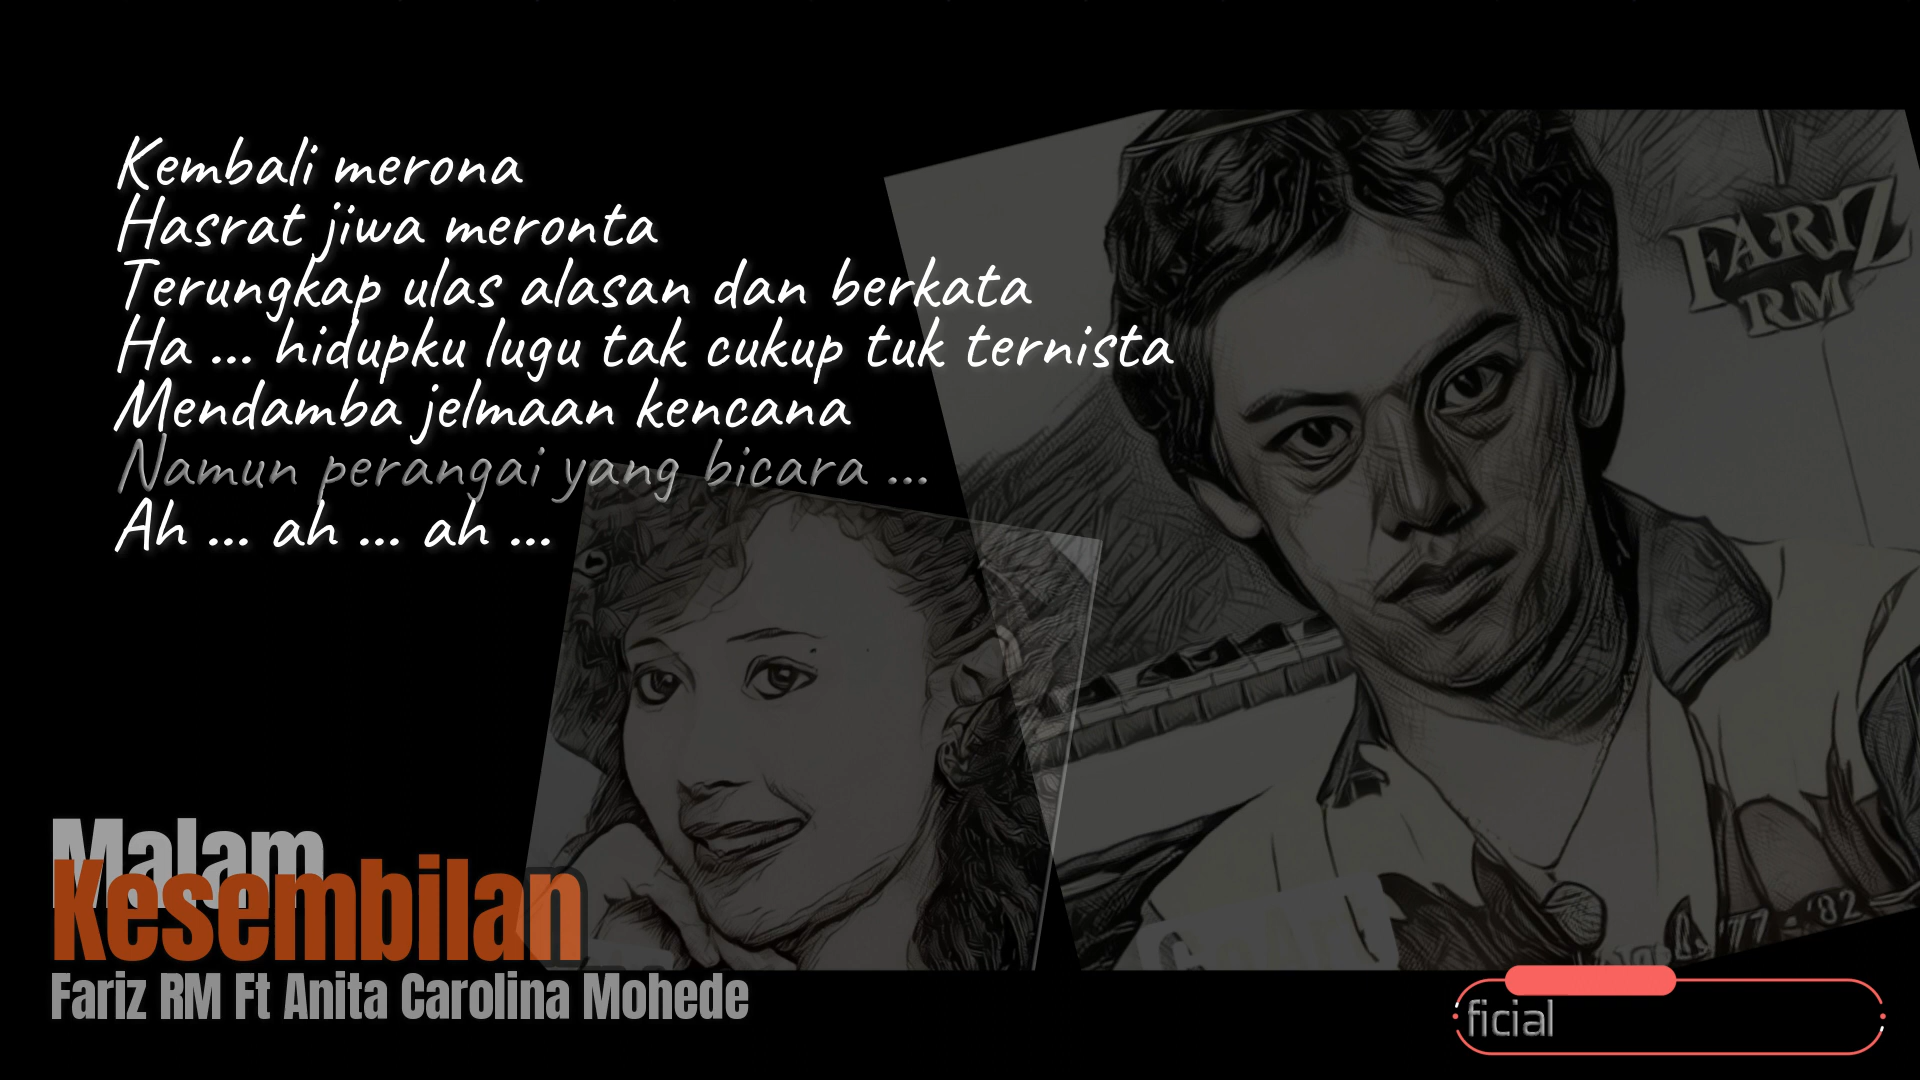 Kembali merona
Hasrat jiwa meronta
Terungkap ulas alasan dan berkata
Ha ... hidupku lugu tak cukup tuk ternista
Mendamba jelmaan kencana
Namun perangai yang bicara ...
Ah ... ah ... ah ...
FARIZ
RM
'77 - '82
Malam
Kesembilan
Fariz RM Ft Anita Carolina Mohede
ficial